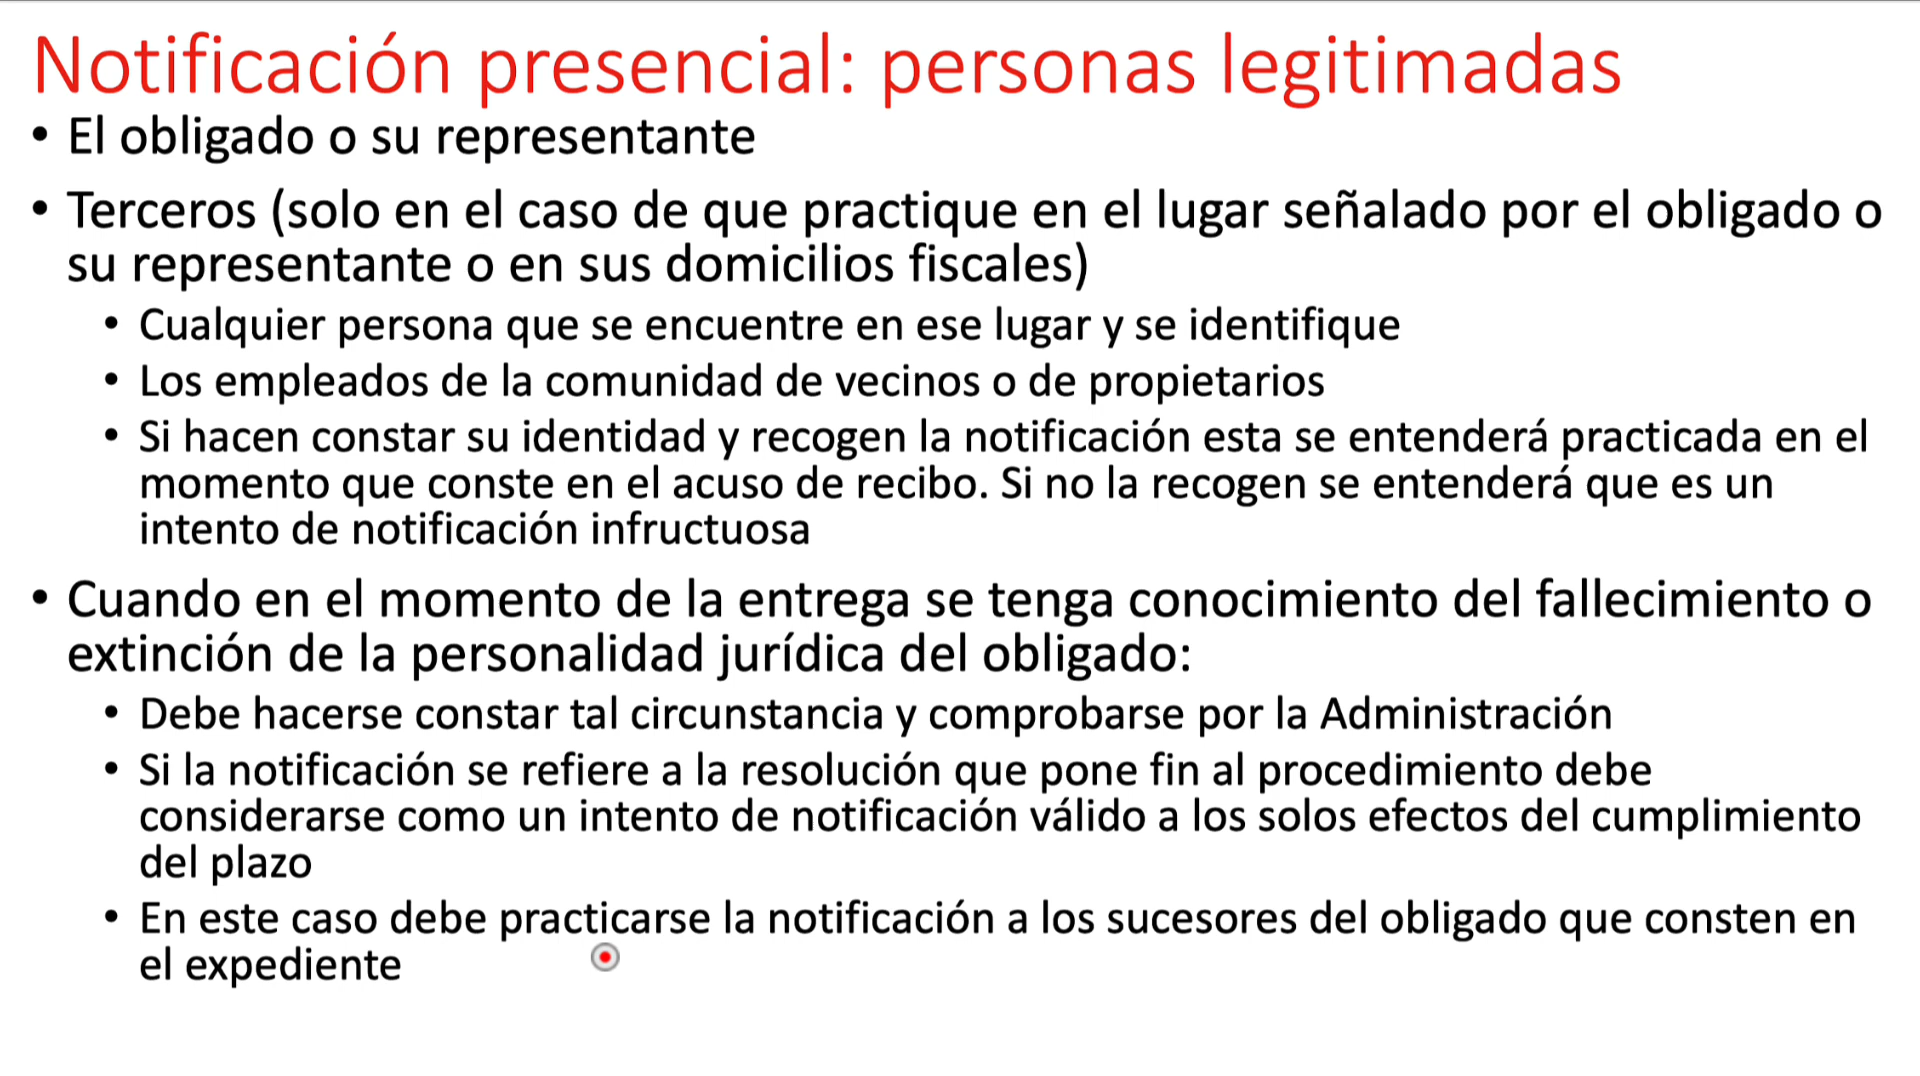 Notificación presencial: personas legitimadas
• El obligado o su representante
• Terceros (solo en el caso de que practique en el lugar señalado por el obligado o
su representante o en sus domicilios fiscales)
• Cualquier persona que se encuentre en ese lugar y se identifique
• Los empleados de la comunidad de vecinos o de propietarios
• Si hacen constar su identidad y recogen la notificación esta se entenderá practicada en el
momento que conste en el acuso de recibo. Si no la recogen se entenderá que es un
intento de notificación infructuosa
• Cuando en el momento de la entrega se tenga conocimiento del fallecimiento o
extinción de la personalidad jurídica del obligado:
• Debe hacerse constar tal circunstancia y comprobarse por la Administración
• Si la notificación se refiere a la resolución que pone fin al procedimiento debe
considerarse como un intento de notificación válido a los solos efectos del cumplimiento
del plazo
• En este caso debe practicarse la notificación a los sucesores del obligado que consten en
el expediente